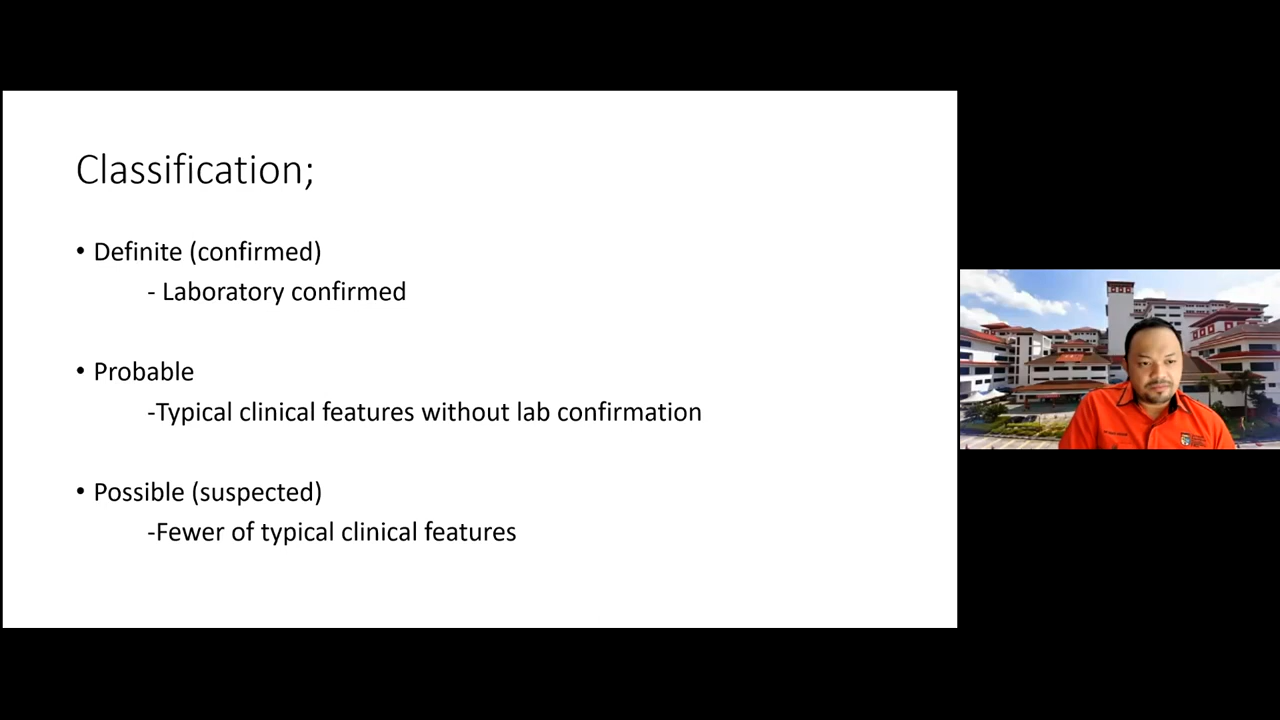 Classification;
• Definite (confirmed)
- Laboratory confirmed
• Probable
-Typical clinical features without lab confirmation
• Possible (suspected)
-Fewer of typical clinical features